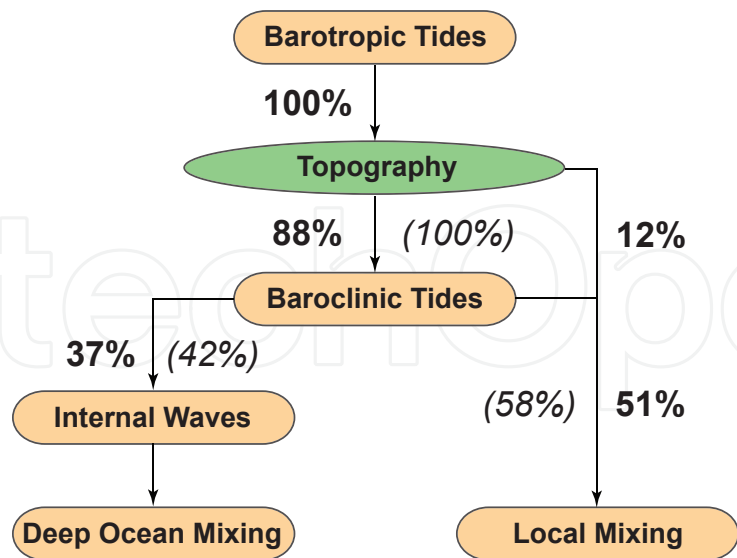 Barotropic Tides
100%
Topography
88% (100%) 12%
Baroclinic Tides
37% (42%)
(58%) 51%
Internal Waves
Deep Ocean Mixing
Local Mixing